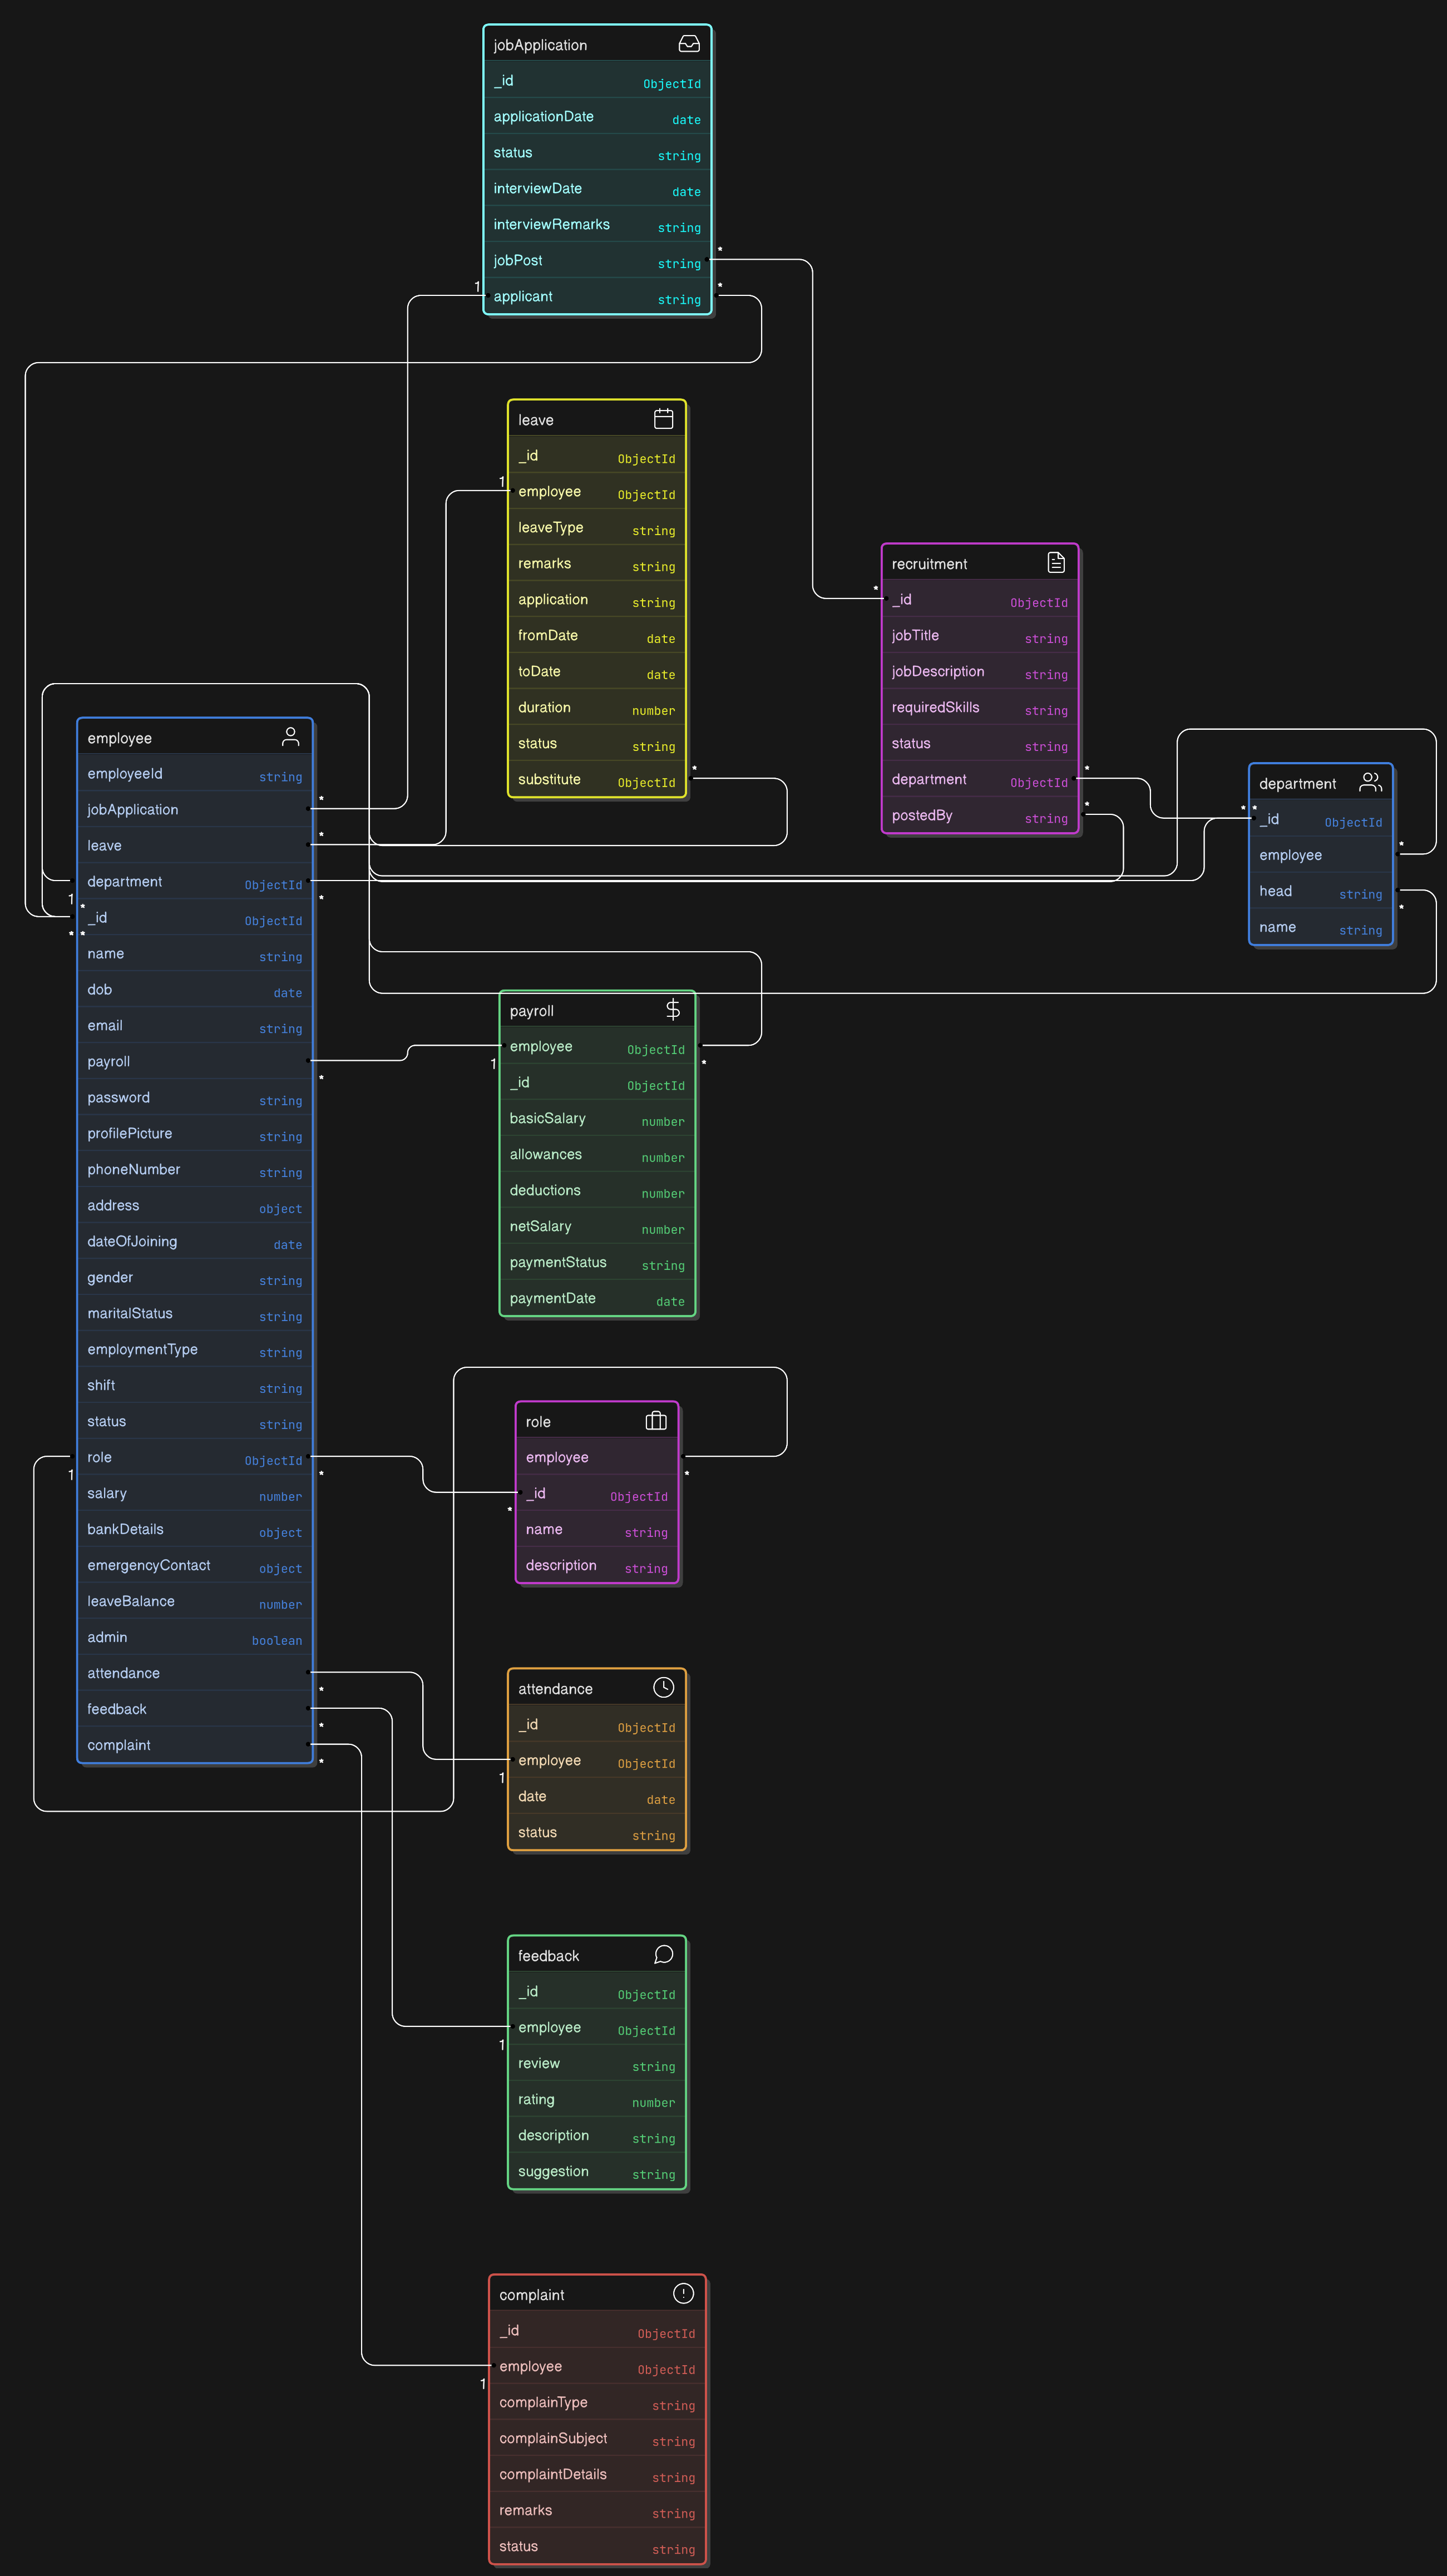 jobApplication
_id ObjectId
applicationDate date
status string
interviewDate date
interviewRemarks string
*
jobPost string
1 *
applicant string
leave
_id ObjectId
1
employee ObjectId
leaveType string
remarks string
application string
fromDate date
toDate date
duration number
status string
*
substitute ObjectId
recruitment
*
_id ObjectId
jobTitle string
jobDescription string
requiredSkills string
status string
*
department ObjectId
*
postedBy string
department
* *
_id ObjectId
*
employee
head string
*
name string
employee
employeeId string
*
jobApplication
*
leave
department ObjectId
1 *
*
_id ObjectId
* *
name string
dob date
email string
payroll
*
password string
profilePicture string
phoneNumber string
address object
dateOfJoining date
gender string
maritalStatus string
employmentType string
shift string
status string
role ObjectId
1 *
salary number
bankDetails object
emergencyContact object
leaveBalance number
admin boolean
attendance
*
feedback
*
complaint
*
payroll
employee ObjectId
1 *
_id ObjectId
basicSalary number
allowances number
deductions number
netSalary number
paymentStatus string
paymentDate date
role
employee
*
_id ObjectId
*
name string
description string
attendance
_id ObjectId
employee ObjectId
1
date date
status string
feedback
_id ObjectId
employee ObjectId
1
review string
rating number
description string
suggestion string
complaint
_id ObjectId
employee ObjectId
1
complainType string
complainSubject string
complaintDetails string
remarks string
status string